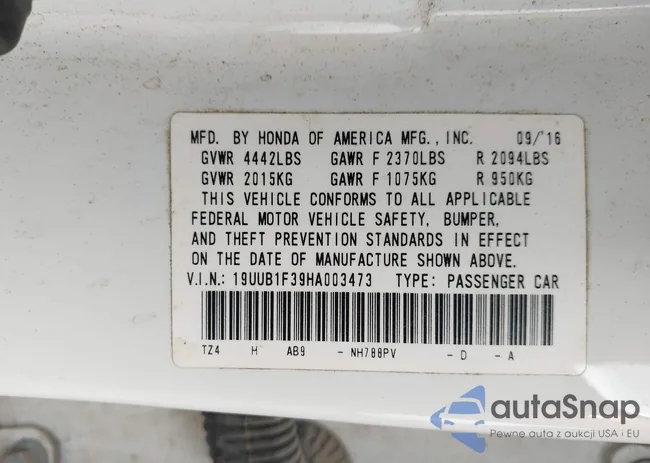 MFD. BY HONDA OF AMERICA MFG., INC. 09/'16
GVWR 4442LBS GAWR F 2370LBS R 2094LBS
GVWR 2015KG GAWR F 1075KG R 950KG
THIS VEHICLE CONFORMS TO ALL APPLICABLE
FEDERAL MOTOR VEHICLE SAFETY, BUMPER,
AND THEFT PREVENTION STANDARDS IN EFFECT
ON THE DATE OF MANUFACTURE SHOWN ABOVE.
V.I.N.: 19UUB1F39HA003473 TYPE: PASSENGER CAR
TZ4 H AB9 - NH788PV - D - A
autaSnap
Pewne auta z aukcji USA i EU